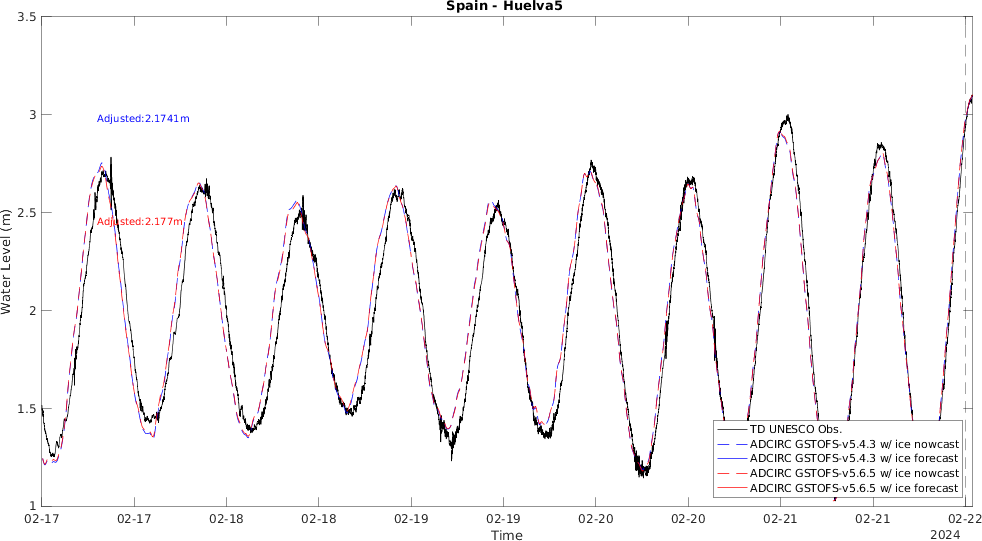 Spain - Huelva5
3.5
3
2.5
2
1.5
1
Water Level (m)
Adjusted:2.1741m
Adjusted:2.177m
TD UNESCO Obs.
ADCIRC GSTOFS-v5.4.3 w/ ice nowcast
ADCIRC GSTOFS-v5.4.3 w/ ice forecast
ADCIRC GSTOFS-v5.6.5 w/ ice nowcast
ADCIRC GSTOFS-v5.6.5 w/ ice forecast
02-17 02-17 02-18 02-18 02-19 02-19 02-20 02-20 02-21 02-21 02-22
Time
2024